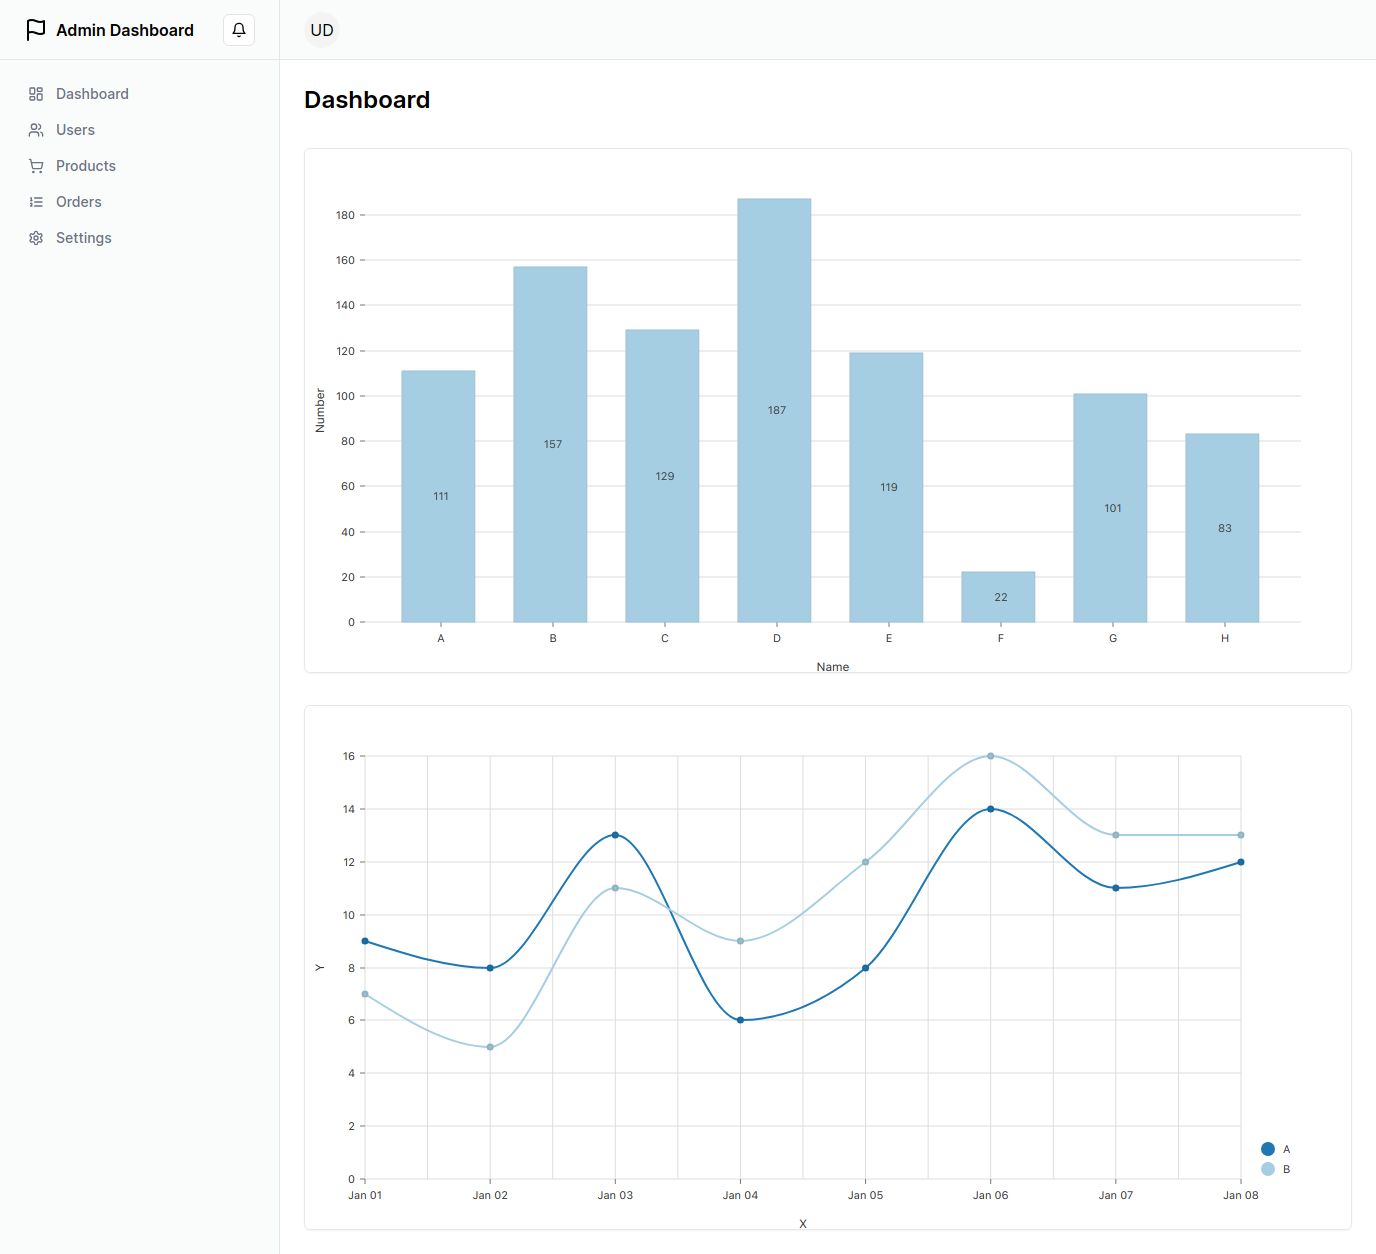 Admin Dashboard
UD
Dashboard
Users
Products
Orders
Settings
Dashboard
180
160
140
120
100
80
60
40
20
0
Number
111
157
129
187
119
22
101
83
A B C D E F G H
Name
16
14
12
10
8
6
4
2
0
Y
Jan 01 Jan 02 Jan 03 Jan 04 Jan 05 Jan 06 Jan 07 Jan 08
X
A
B